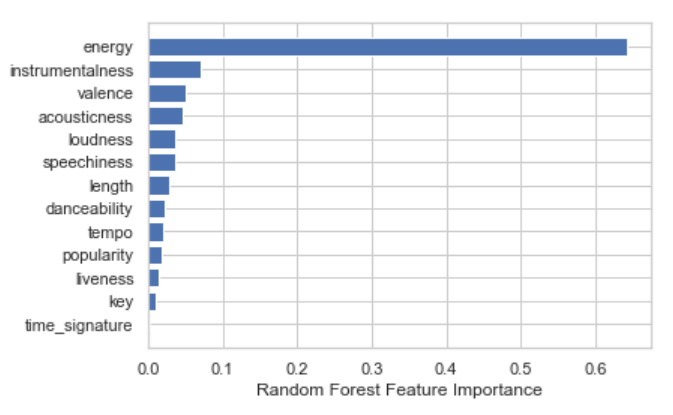 energy
instrumentalness
valence
acousticness
loudness
speechiness
length
danceability
tempo
popularity
liveness
key
time_signature
0.0 0.1 0.2 0.3 0.4 0.5 0.6
Random Forest Feature Importance